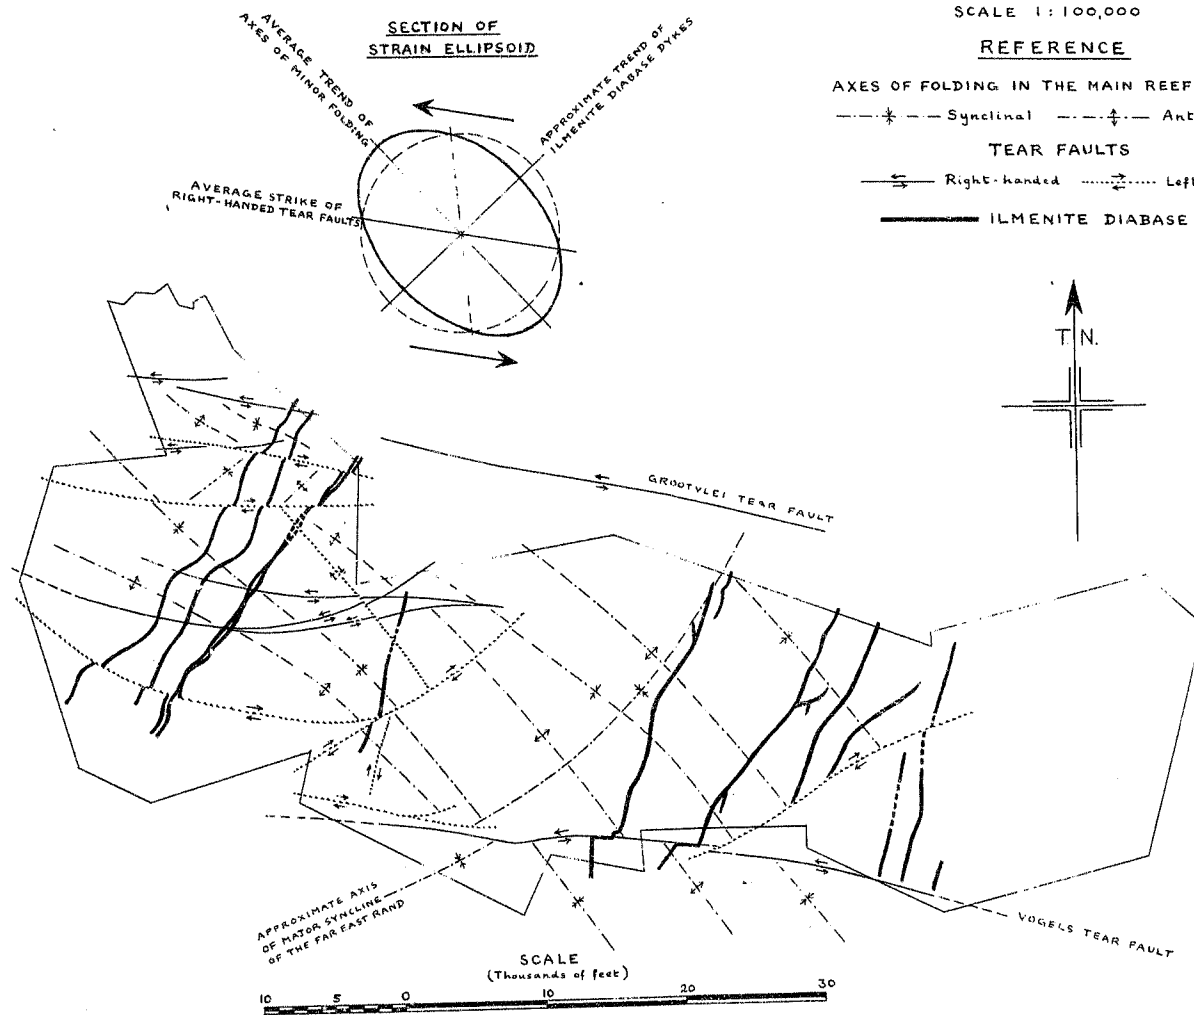 SECTION OF
STRAIN ELLIPSOID
AVERAGE TREND OF
AXES OF MINOR FOLDING
APPROXIMATE TREND OF
ILMENITE DIABASE DYKES
AVERAGE STRIKE OF
RIGHT-HANDED TEAR FAULTS
SCALE 1:100,000
REFERENCE
AXES OF FOLDING IN THE MAIN REEF
Synclinal Ant
TEAR FAULTS
Right-handed Left
ILMENITE DIABASE
T.N.
GROOTVLEI TEAR FAULT
APPROXIMATE AXIS
OF MAJOR SYNCLINE
OF THE FAR EAST RAND
VOGELS TEAR FAULT
SCALE
(Thousands of feet)
10 5 0 10 20 30